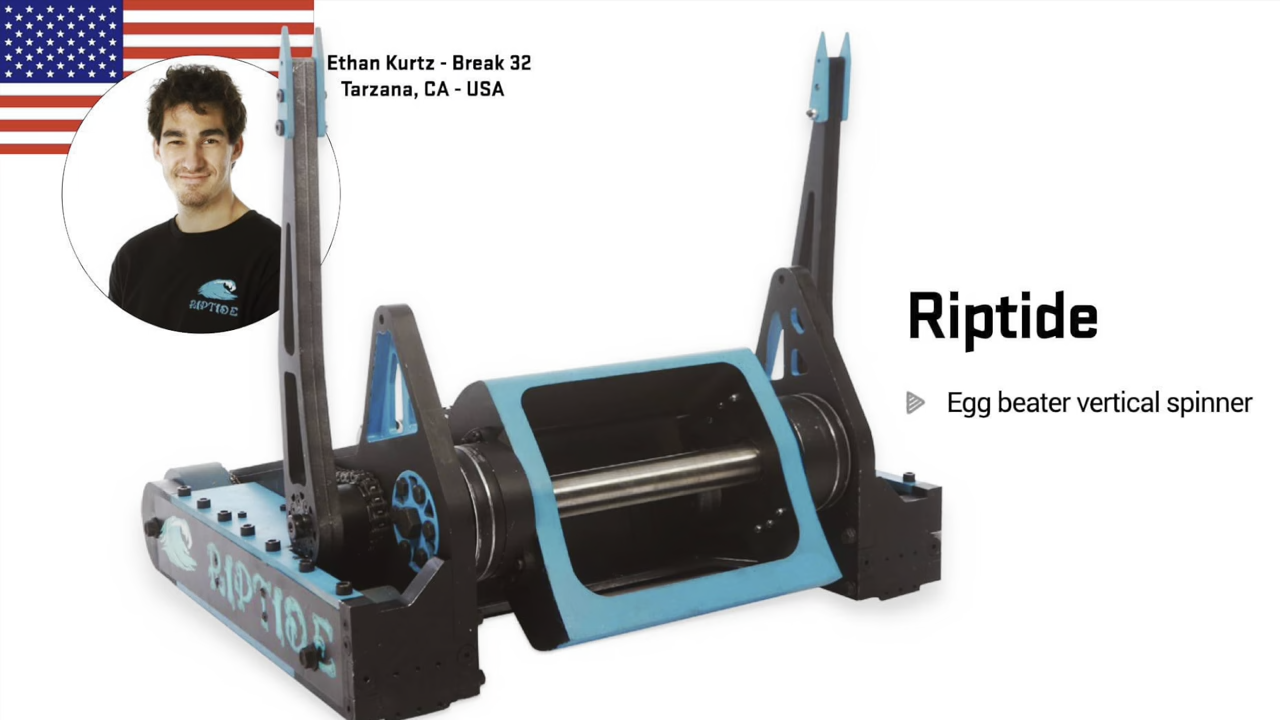 Ethan Kurtz - Break 32
Tarzana, CA - USA
RIPTIDE
Riptide
Egg beater vertical spinner
RIPTIDE